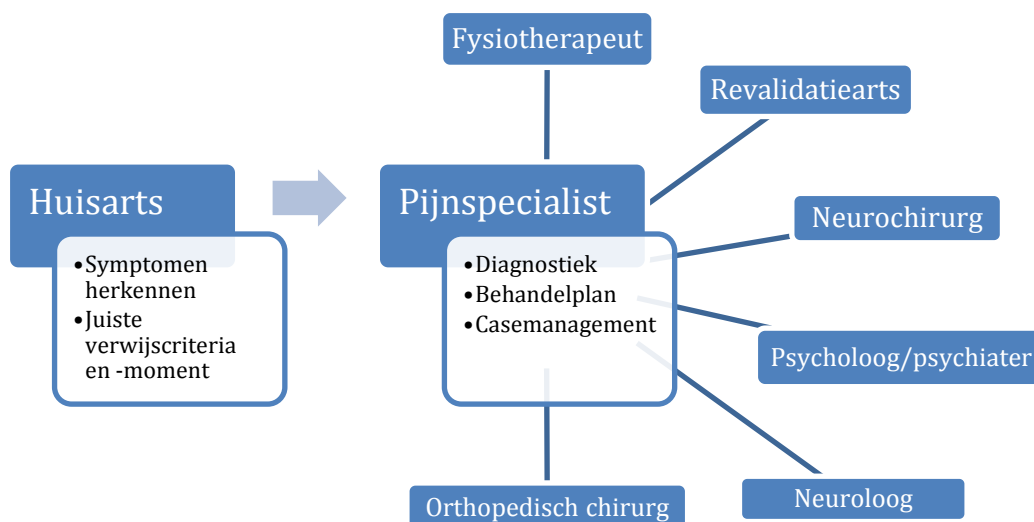 Fysiotherapeut
Revalidatiearts
Huisarts
•Symptomen
herkennen
•Juiste
verwijscriteria
en -moment
Pijnspecialist
•Diagnostiek
•Behandelplan
•Casemanagement
Neurochirurg
Psycholoog/psychiater
Neuroloog
Orthopedisch chirurg